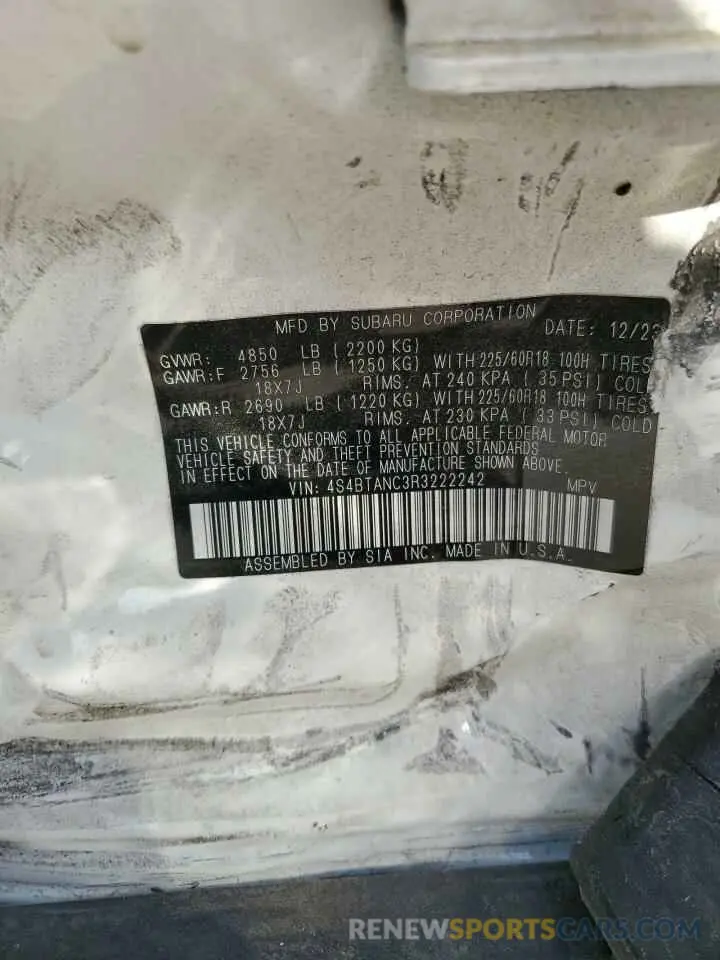 MFD BY SUBARU CORPORATION DATE: 12/23
GVWR: 4850 LB ( 2200 KG)
GAWR:F 2756 LB ( 1250 KG) WITH 225/60R18 100H TIRES
18X7J RIMS, AT 240 KPA ( 35 PSI) COLD
GAWR:R 2690 LB ( 1220 KG) WITH 225/60R18 100H TIRES
18X7J RIMS, AT 230 KPA ( 33 PSI) COLD
THIS VEHICLE CONFORMS TO ALL APPLICABLE FEDERAL MOTOR
VEHICLE SAFETY AND THEFT PREVENTION STANDARDS
IN EFFECT ON THE DATE OF MANUFACTURE SHOWN ABOVE.
VIN: 4S4BTANC3R3222242 MPV
ASSEMBLED BY SIA INC. MADE IN U.S.A.
RENEWSPORTSCARS.COM